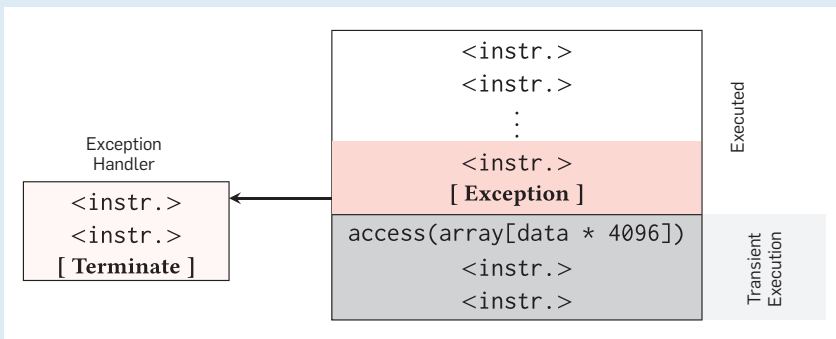 <instr.>
<instr.>
⋮
<instr.>
[ Exception ]
access(array[data * 4096])
<instr.>
<instr.>
Executed
Transient
Execution
Exception
Handler
<instr.>
<instr.>
[ Terminate ]